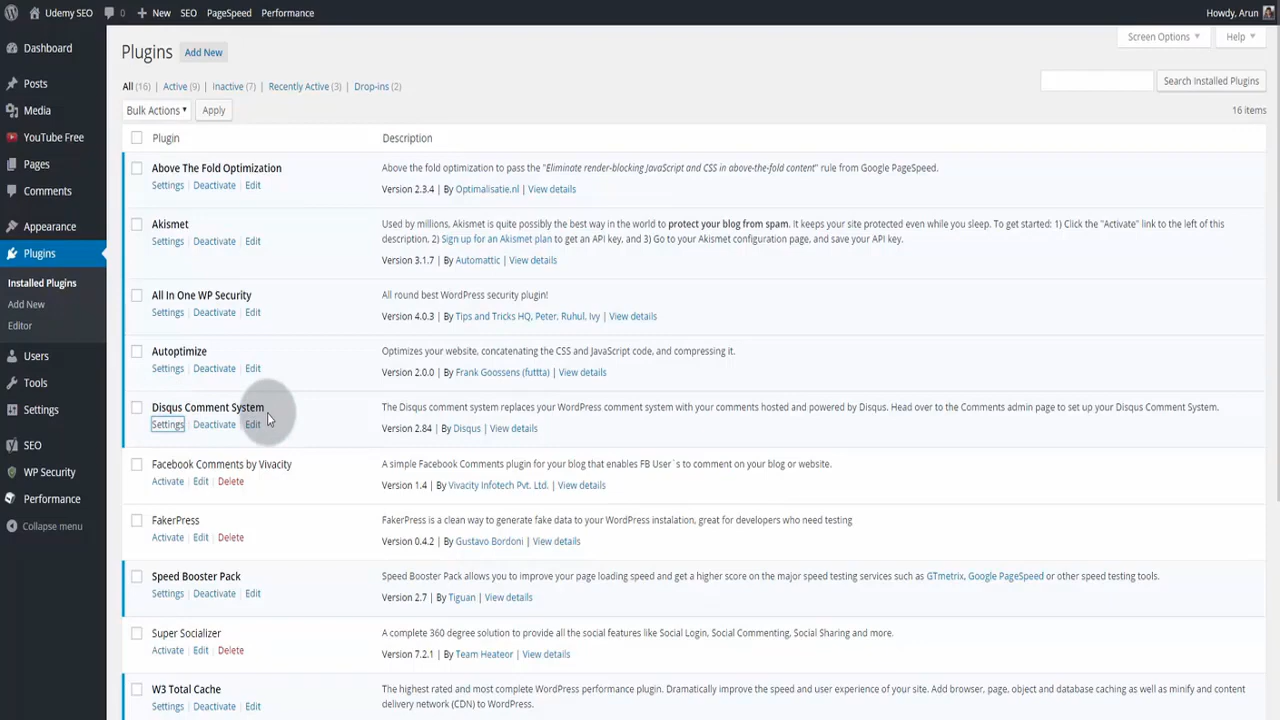 Udemy SEO 0 New SEO PageSpeed Performance Howdy, Arun
Screen Options Help
Dashboard
Posts
Media
YouTube Free
Pages
Comments
Appearance
Plugins
Installed Plugins
Add New
Editor
Users
Tools
Settings
SEO
WP Security
Performance
Collapse menu
Plugins Add New
All (16) | Active (9) | Inactive (7) | Recently Active (3) | Drop-ins (2)
Search Installed Plugins
Bulk Actions Apply
16 items
Plugin Description
Above The Fold Optimization
Settings | Deactivate | Edit
Above the fold optimization to pass the "Eliminate render-blocking JavaScript and CSS in above-the-fold content" rule from Google PageSpeed.
Version 2.3.4 | By Optimalisatie.nl | View details
Akismet
Settings | Deactivate | Edit
Used by millions, Akismet is quite possibly the best way in the world to protect your blog from spam. It keeps your site protected even while you sleep. To get started: 1) Click the "Activate" link to the left of this
description. 2) Sign up for an Akismet plan to get an API key, and 3) Go to your Akismet configuration page, and save your API key.
Version 3.1.7 | By Automattic | View details
All In One WP Security
Settings | Deactivate | Edit
All round best WordPress security plugin!
Version 4.0.3 | By Tips and Tricks HQ, Peter, Ruhul, Ivy | View details
Autoptimize
Settings | Deactivate | Edit
Optimizes your website, concatenating the CSS and JavaScript code, and compressing it.
Version 2.0.0 | By Frank Goossens (futtta) | View details
Disqus Comment System
Settings | Deactivate | Edit
The Disqus comment system replaces your WordPress comment system with your comments hosted and powered by Disqus. Head over to the Comments admin page to set up your Disqus Comment System.
Version 2.84 | By Disqus | View details
Facebook Comments by Vivacity
Activate | Edit | Delete
A simple Facebook Comments plugin for your blog that enables FB User`s to comment on your blog or website.
Version 1.4 | By Vivacity Infotech Pvt. Ltd. | View details
FakerPress
Activate | Edit | Delete
FakerPress is a clean way to generate fake data to your WordPress instalation, great for developers who need testing
Version 0.4.2 | By Gustavo Bordoni | View details
Speed Booster Pack
Settings | Deactivate | Edit
Speed Booster Pack allows you to improve your page loading speed and get a higher score on the major speed testing services such as GTmetrix, Google PageSpeed or other speed testing tools.
Version 2.7 | By Tiguan | View details
Super Socializer
Activate | Edit | Delete
A complete 360 degree solution to provide all the social features like Social Login, Social Commenting, Social Sharing and more.
Version 7.2.1 | By Team Heateor | View details
W3 Total Cache
Settings | Deactivate | Edit
The highest rated and most complete WordPress performance plugin. Dramatically improve the speed and user experience of your site. Add browser, page, object and database caching as well as minify and content
delivery network (CDN) to WordPress.